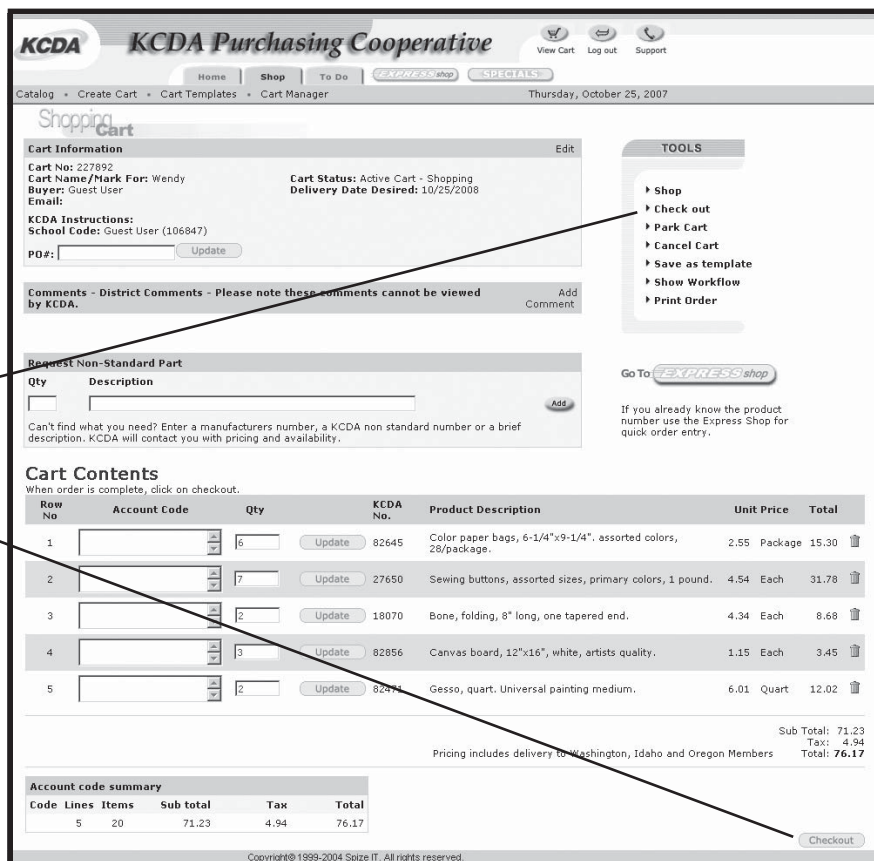 KCDA KCDA Purchasing Cooperative
View Cart Log out Support
Home Shop To Do EXPRESS shop SPECIALS
Catalog Create Cart Cart Templates Cart Manager Thursday, October 25, 2007
Shopping Cart
Cart Information Edit
Cart No: 227892
Cart Name/Mark For: Wendy Cart Status: Active Cart - Shopping
Buyer: Guest User Delivery Date Desired: 10/25/2008
Email:
KCDA Instructions:
School Code: Guest User (106847)
PO#: Update
Comments - District Comments - Please note these comments cannot be viewed by KCDA. Add Comment
Request Non-Standard Part
Qty Description
Add
Can't find what you need? Enter a manufacturers number, a KCDA non standard number or a brief
description. KCDA will contact you with pricing and availability.
TOOLS
Shop
Check out
Park Cart
Cancel Cart
Save as template
Show Workflow
Print Order
Go To EXPRESS shop
If you already know the product
number use the Express Shop for
quick order entry.
Cart Contents
When order is complete, click on checkout.
Row No Account Code Qty KCDA No. Product Description Unit Price Total
1 6 Update 82645 Color paper bags, 6-1/4"x9-1/4". assorted colors, 28/package. 2.55 Package 15.30
2 7 Update 27650 Sewing buttons, assorted sizes, primary colors, 1 pound. 4.54 Each 31.78
3 2 Update 18070 Bone, folding, 8" long, one tapered end. 4.34 Each 8.68
4 3 Update 82856 Canvas board, 12"x16", white, artists quality. 1.15 Each 3.45
5 2 Update 82471 Gesso, quart. Universal painting medium. 6.01 Quart 12.02
Sub Total: 71.23
Tax: 4.94
Pricing includes delivery to Washington, Idaho and Oregon Members Total: 76.17
Account code summary
Code Lines Items Sub total Tax Total
5 20 71.23 4.94 76.17
Checkout
Copyright© 1999-2004 Spize IT. All rights reserved.